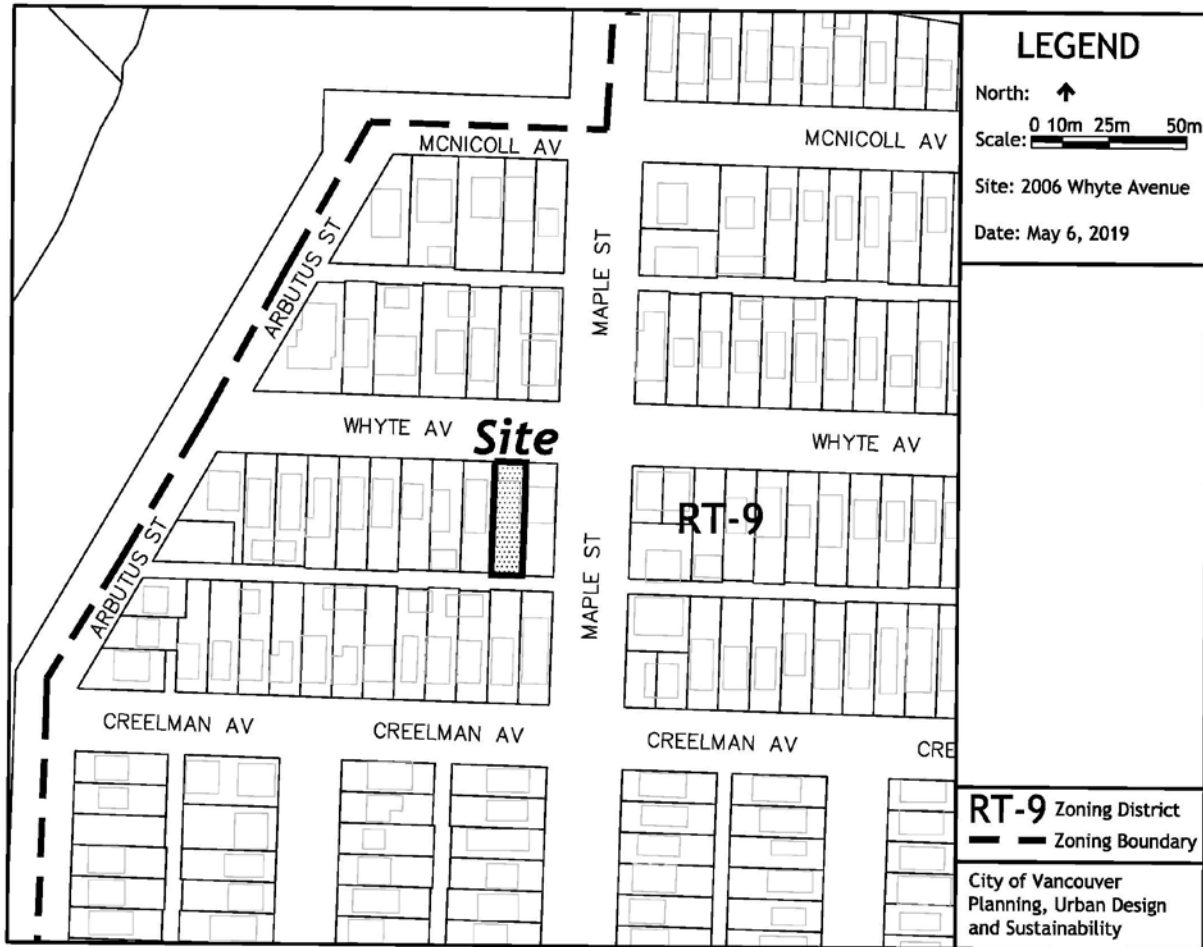 MCNICOLL AV
MCNICOLL AV
ARBUTUS ST
MAPLE ST
WHYTE AV
Site
WHYTE AV
RT-9
ARBUTUS ST
MAPLE ST
CREELMAN AV
CREELMAN AV
CREELMAN AV
CRE
LEGEND
North:
Scale: 0 10m 25m 50m
Site: 2006 Whyte Avenue
Date: May 6, 2019
RT-9 Zoning District
Zoning Boundary
City of Vancouver
Planning, Urban Design
and Sustainability